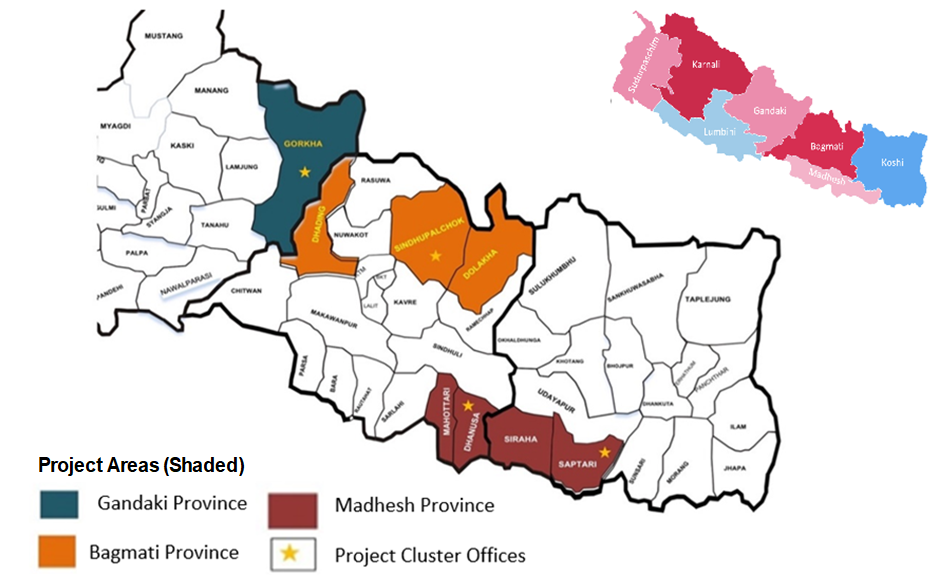 MUSTANG
MANANG
MYAGDI
KASKI
LAMJUNG
GORKHA
PARBAT
GULMI
SYANGJA
TANAHU
PALPA
NAWALPARASI
CHITWAN
DHADING
RASUWA
NUWAKOT
SINDHUPALCHOK
DOLAKHA
BKT
LALIT
KAVRE
RAMECHHAP
MAKAWANPUR
SINDHULI
PARSA
BARA
RAUTAHAT
SARLAHI
MAHOTTARI
DHANUSA
SIRAHA
SAPTARI
SULUKHUMBHU
SANKHUWASABHA
TAPLEJUNG
OKHALDHUNGA
KHOTANG
BHOJPUR
PANCHTHAR
DHANKUTA
UDAYAPUR
ILAM
SUNSARI
MORANG
JHAPA
Sudurpaschim
Karnali
Gandaki
Lumbini
Bagmati
Madhesh
Koshi
Project Areas (Shaded)
Gandaki Province
Madhesh Province
Bagmati Province
Project Cluster Offices